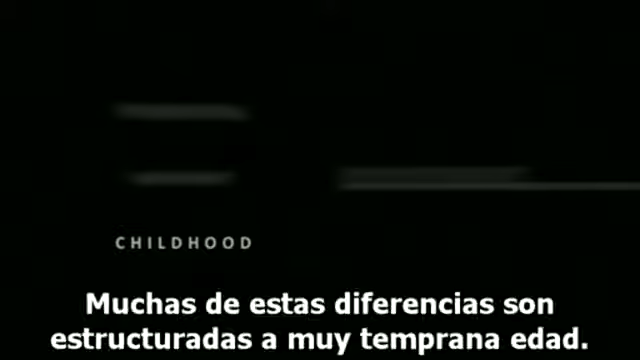 CHILDHOOD
Muchas de estas diferencias son
estructuradas a muy temprana edad.